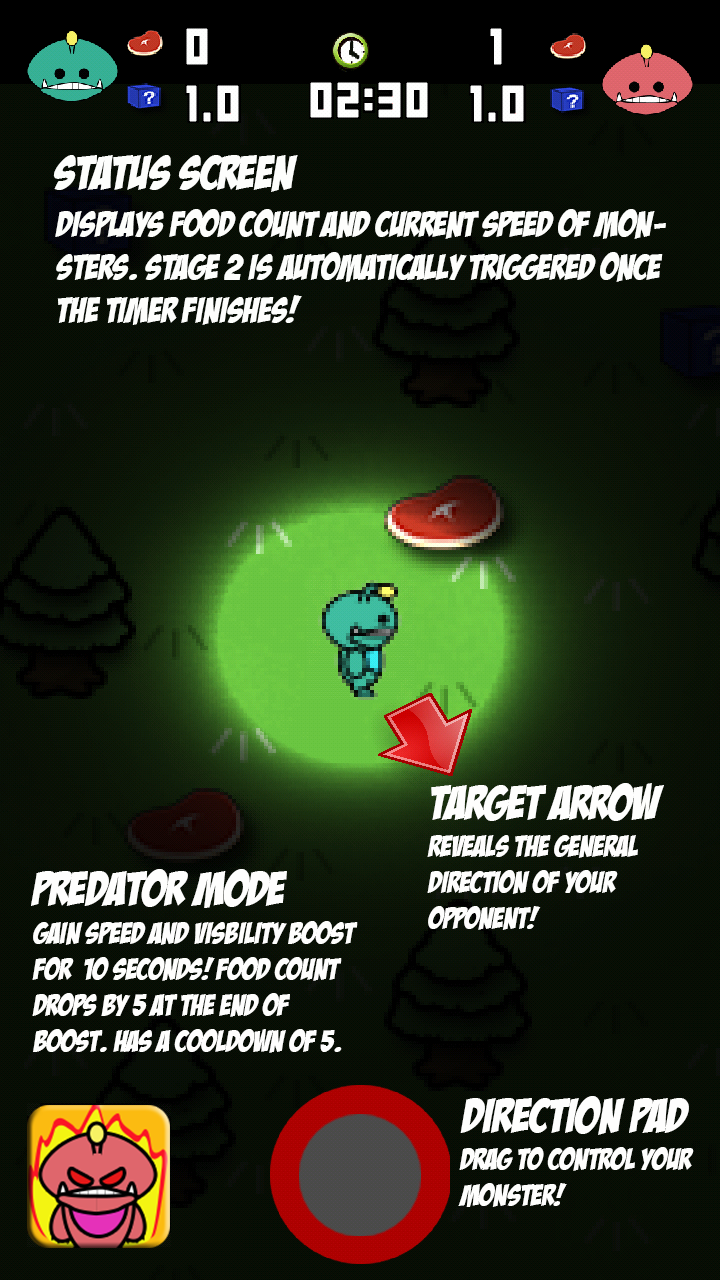 0 1
1.0 02:30 1.0
STATUS SCREEN
DISPLAYS FOOD COUNT AND CURRENT SPEED OF MON-
STERS. STAGE 2 IS AUTOMATICALLY TRIGGERED ONCE
THE TIMER FINISHES!
TARGET ARROW
REVEALS THE GENERAL
DIRECTION OF YOUR
OPPONENT!
PREDATOR MODE
GAIN SPEED AND VISBILITY BOOST
FOR 10 SECONDS! FOOD COUNT
DROPS BY 5 AT THE END OF
BOOST. HAS A COOLDOWN OF 5.
DIRECTION PAD
DRAG TO CONTROL YOUR
MONSTER!